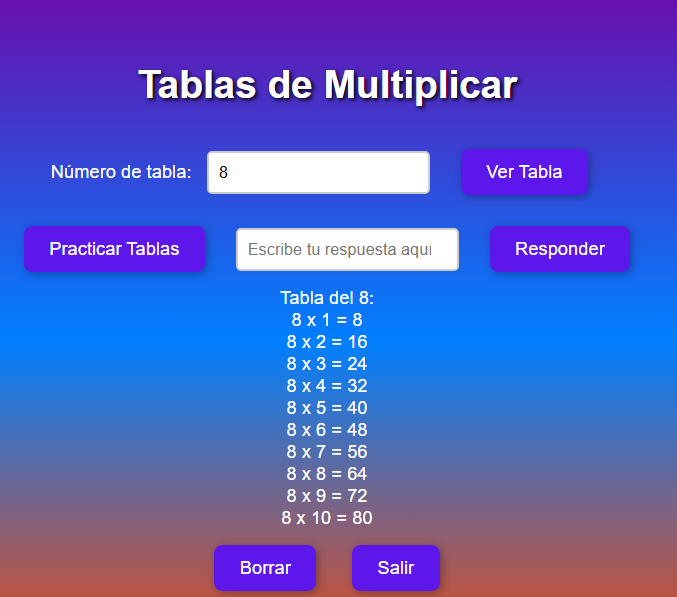 Tablas de Multiplicar
Número de tabla: 8 Ver Tabla
Practicar Tablas Escribe tu respuesta aquí Responder
Tabla del 8:
8 x 1 = 8
8 x 2 = 16
8 x 3 = 24
8 x 4 = 32
8 x 5 = 40
8 x 6 = 48
8 x 7 = 56
8 x 8 = 64
8 x 9 = 72
8 x 10 = 80
Borrar Salir